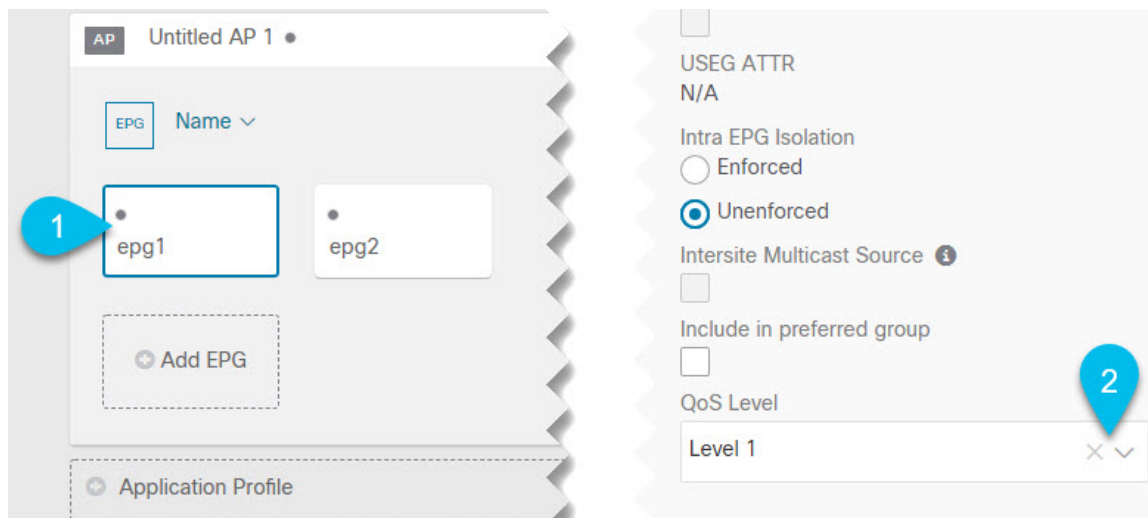 AP Untitled AP 1
EPG Name
1
epg1
epg2
Add EPG
Application Profile
USEG ATTR
N/A
Intra EPG Isolation
Enforced
Unenforced
Intersite Multicast Source
Include in preferred group
2
QoS Level
Level 1